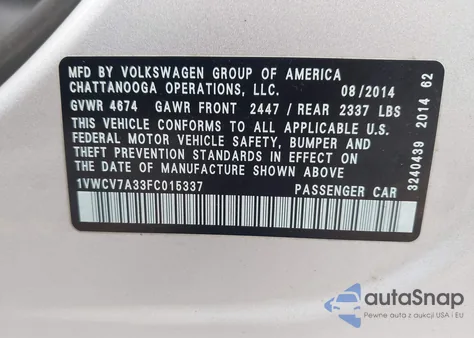 MFD BY VOLKSWAGEN GROUP OF AMERICA
CHATTANOOGA OPERATIONS, LLC. 08/2014
GVWR 4674 GAWR FRONT 2447 / REAR 2337 LBS
THIS VEHICLE CONFORMS TO ALL APPLICABLE U.S.
FEDERAL MOTOR VEHICLE SAFETY, BUMPER AND
THEFT PREVENTION STANDARDS IN EFFECT ON
THE DATE OF MANUFACTURE SHOWN ABOVE.
1VWCV7A33FC015337 PASSENGER CAR
3240439 2014 62
autoSnap
Pewne auta z aukcji USA i EU